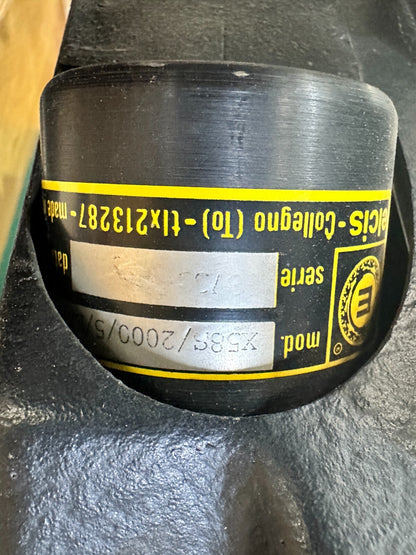 mod. X58S/2000/5/
serie
elcis - Collegno (To) - tlx213287 - made